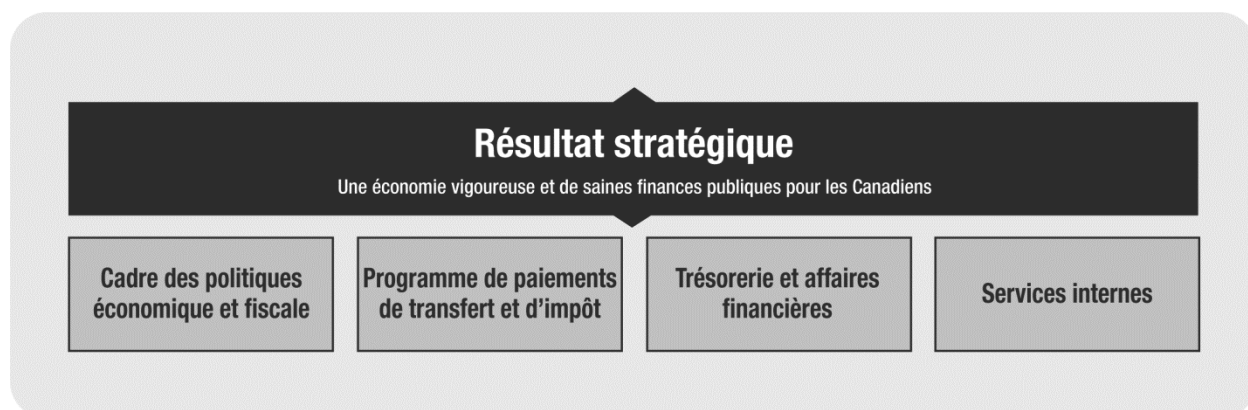 Résultat stratégique
Une économie vigoureuse et de saines finances publiques pour les Canadiens
Cadre des politiques
économique et fiscale
Programme de paiements
de transfert et d'impôt
Trésorerie et affaires
financières
Services internes